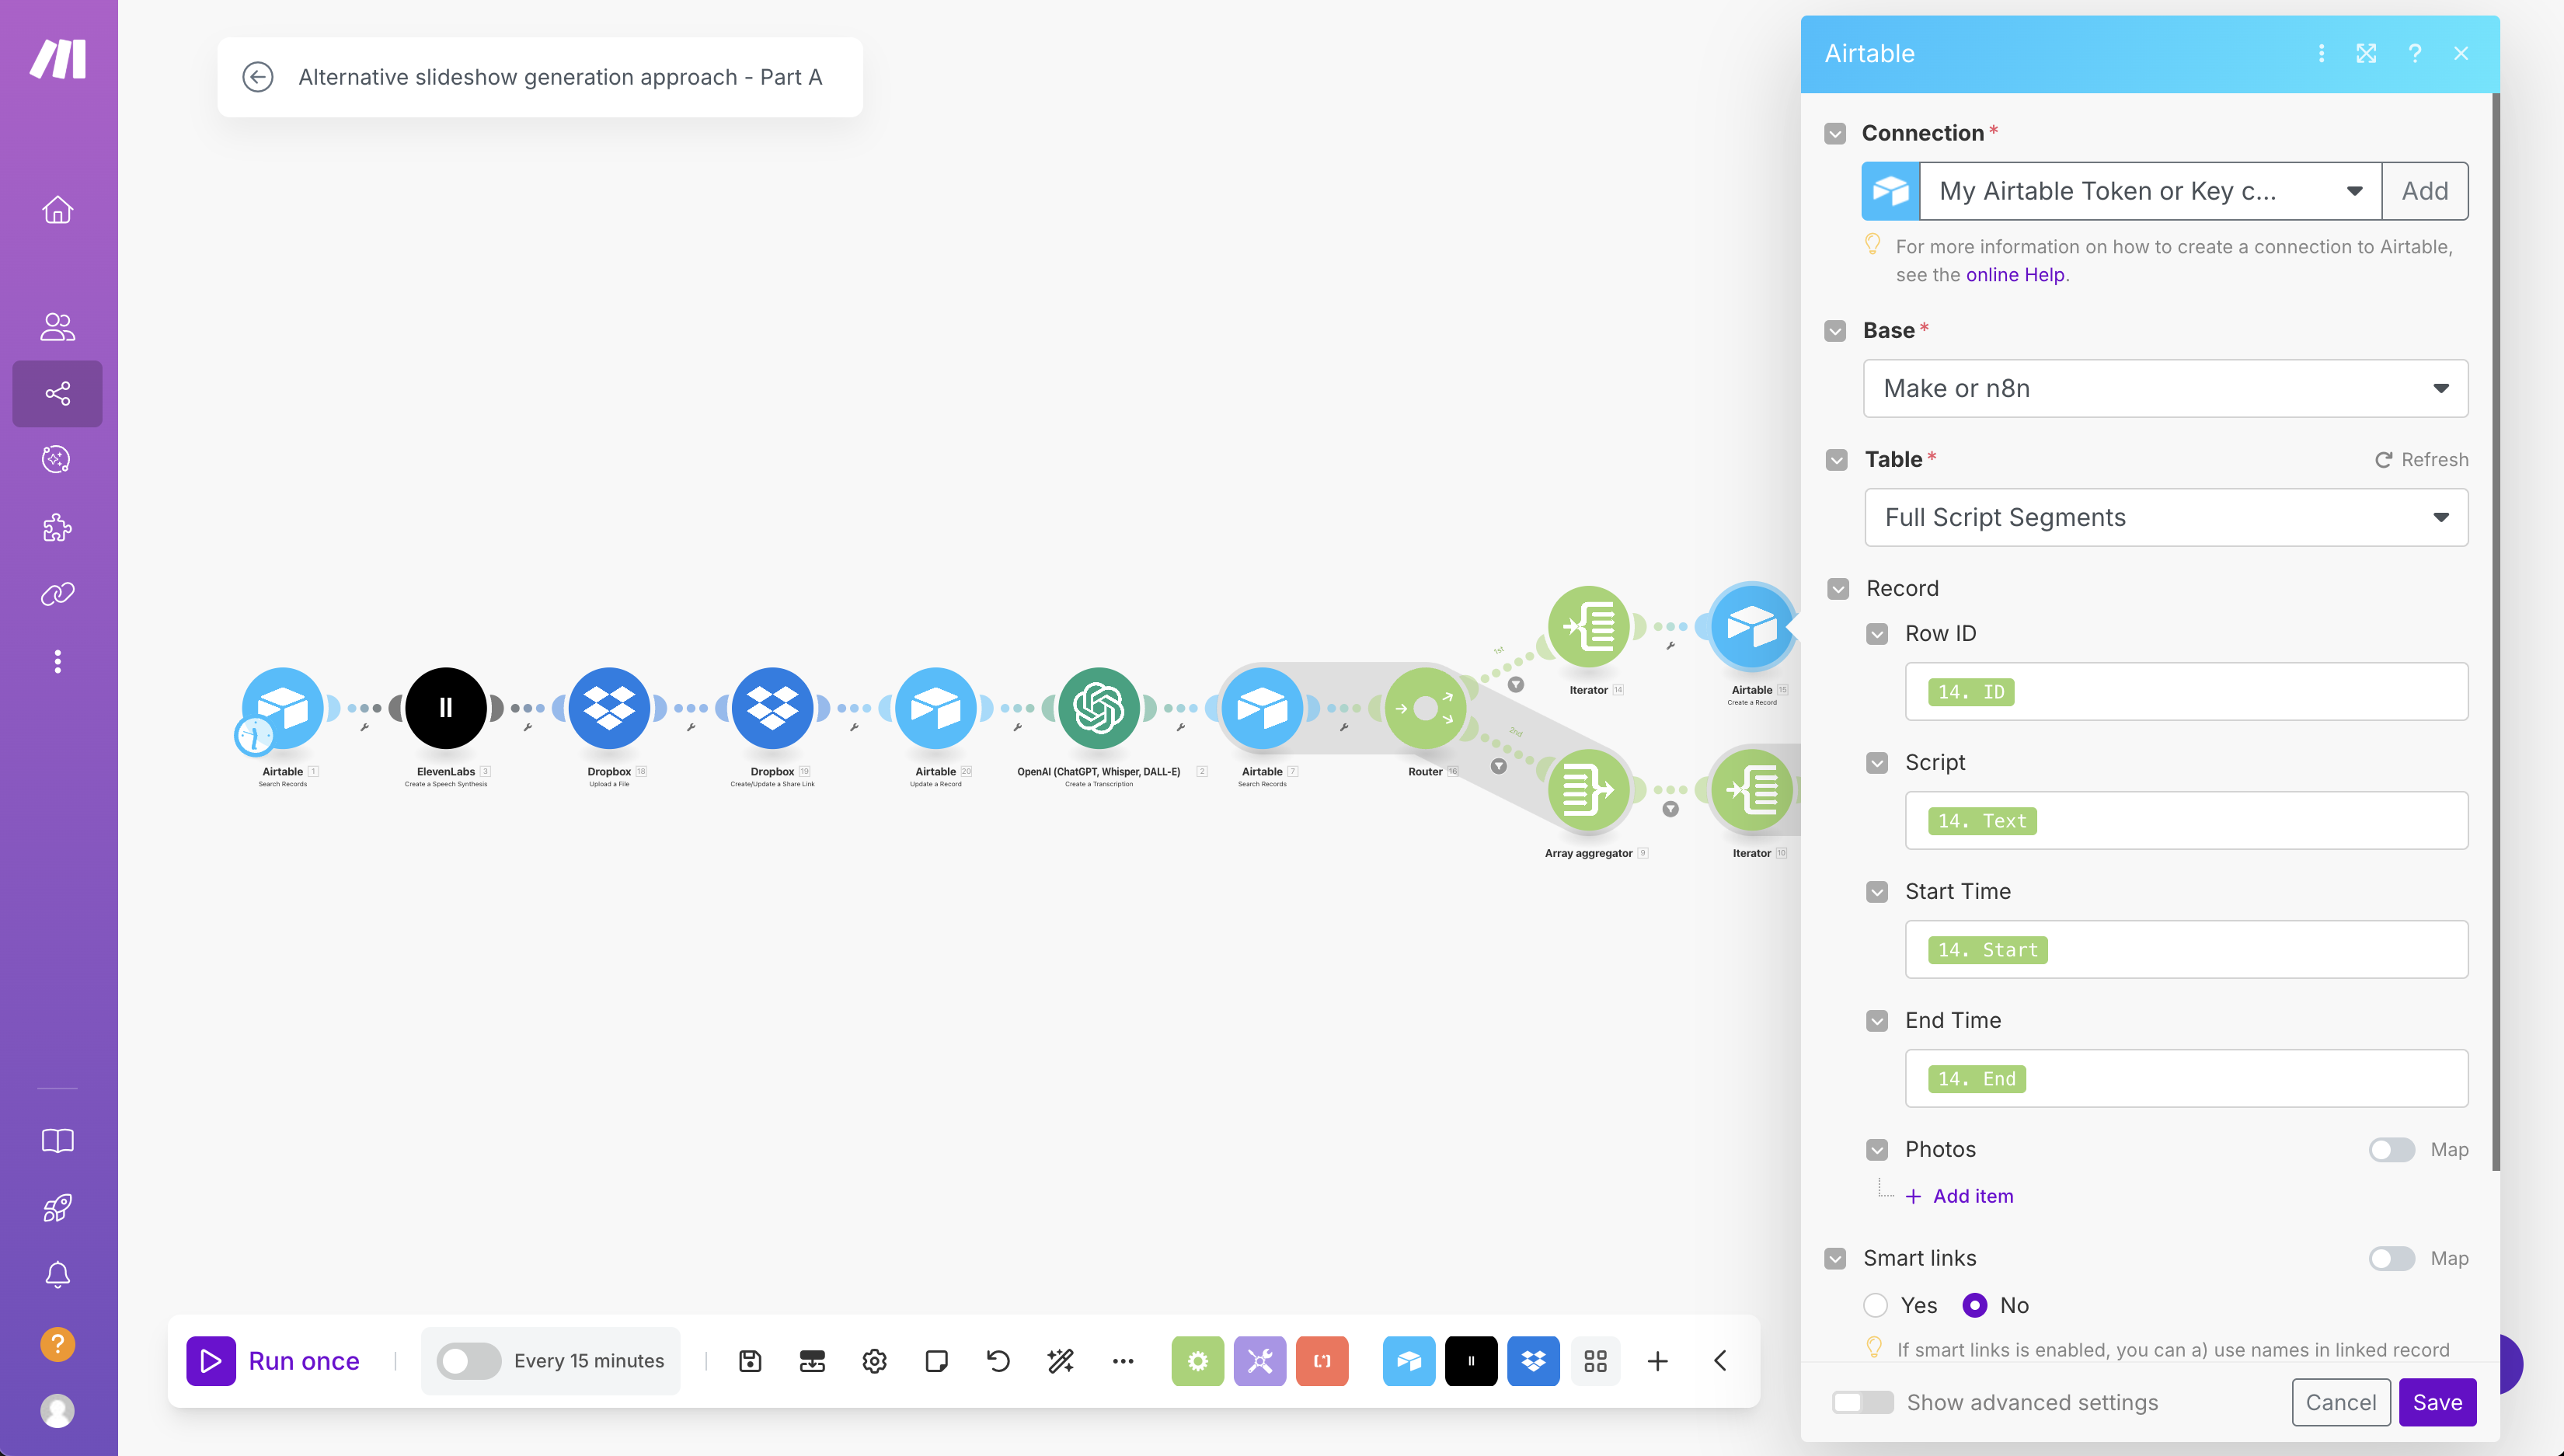 Alternative slideshow generation approach - Part A
Airtable 1
Search Records
ElevenLabs 3
Create a Speech Synthesis
Dropbox 18
Upload a File
Dropbox 19
Create/Update a Share Link
Airtable 20
Update a Record
OpenAI (ChatGPT, Whisper, DALL-E) 2
Create a Transcription
Airtable 7
Search Records
Router 16
1st
2nd
Iterator 14
Airtable 15
Create a Record
Array aggregator 9
Iterator 10
Run once
Every 15 minutes
Airtable
?
Connection *
My Airtable Token or Key c...
Add
For more information on how to create a connection to Airtable,
see the online Help.
Base *
Make or n8n
Table *
Refresh
Full Script Segments
Record
Row ID
14. ID
Script
14. Text
Start Time
14. Start
End Time
14. End
Photos
Map
+ Add item
Smart links
Map
Yes No
If smart links is enabled, you can a) use names in linked record
Show advanced settings
Cancel
Save